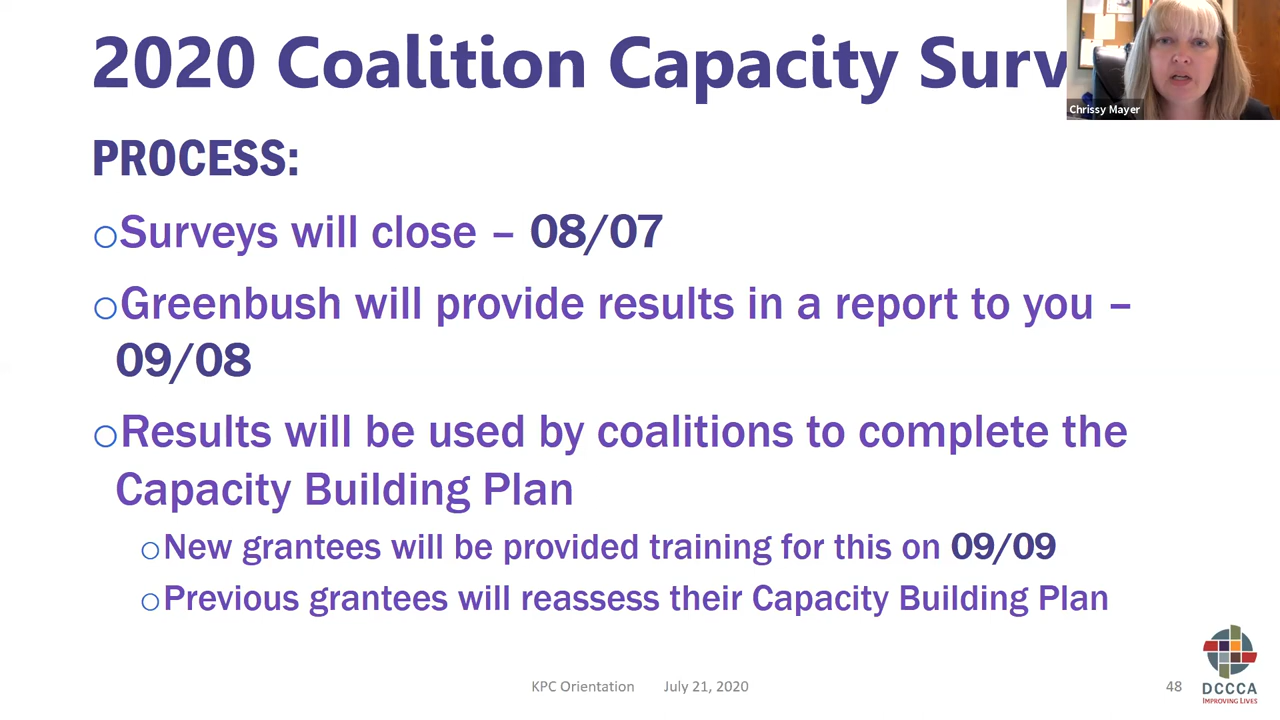 2020 Coalition Capacity Surv
Chrissy Mayer
PROCESS:
oSurveys will close – 08/07
oGreenbush will provide results in a report to you –
09/08
oResults will be used by coalitions to complete the
Capacity Building Plan
oNew grantees will be provided training for this on 09/09
oPrevious grantees will reassess their Capacity Building Plan
KPC Orientation July 21, 2020
48
DCCCA
IMPROVING LIVES